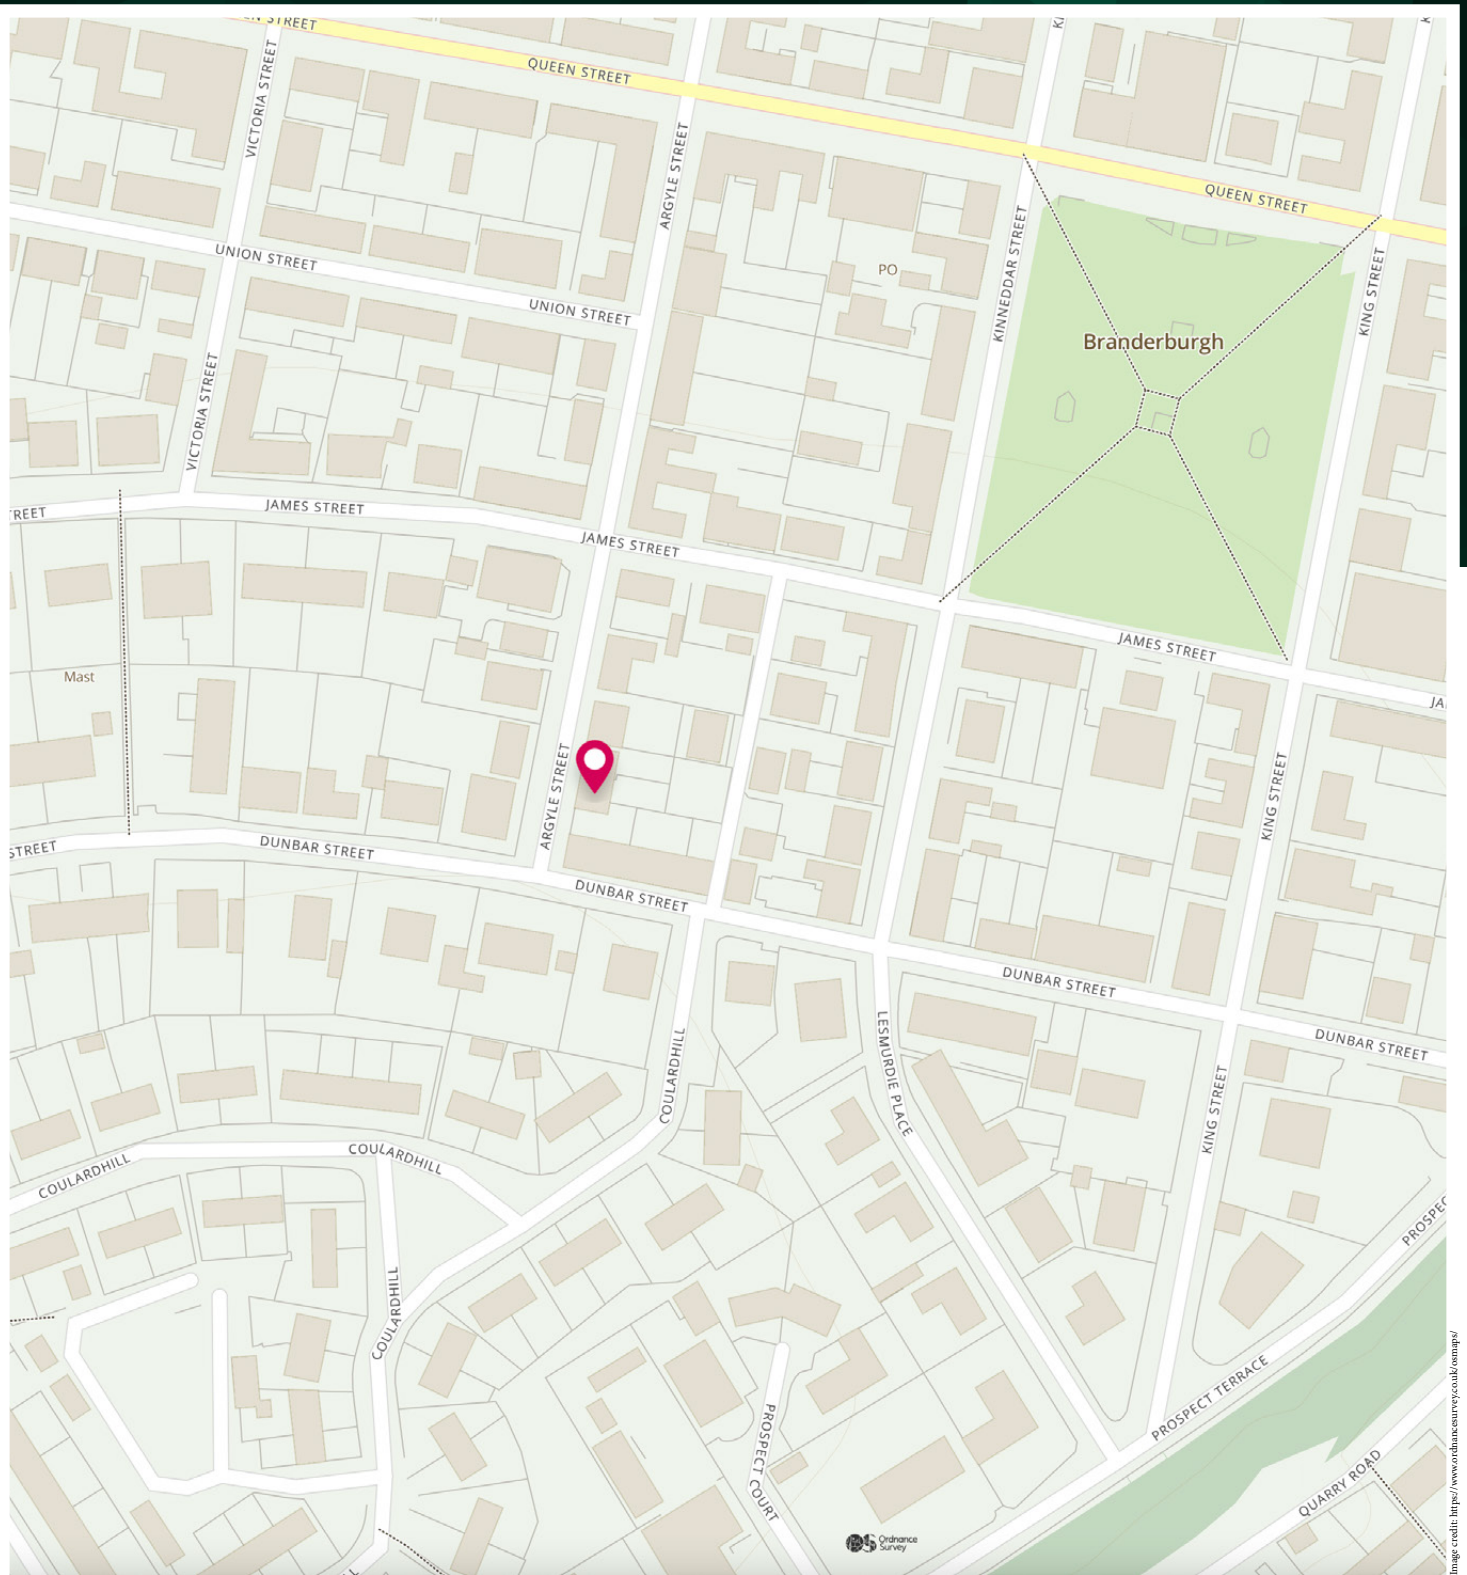 QUEEN STREET
VICTORIA STREET
ARGYLE STREET
QUEEN STREET
UNION STREET
UNION STREET
PO
KINNEDDAR STREET
KING STREET
Branderburgh
VICTORIA STREET
JAMES STREET
TREET
JAMES STREET
JAMES STREET
JA
Mast
ARGYLE STREET
KING STREET
STREET
DUNBAR STREET
DUNBAR STREET
DUNBAR STREET
DUNBAR STREET
COULARDHILL
LESMURDIE PLACE
KING STREET
COULARDHILL
COULARDHILL
PROSPEC
COULARDHILL
PROSPECT TERRACE
PROSPECT COURT
QUARRY ROAD
Ordnance
Survey
Image credit: https://www.ordnancesurvey.co.uk/osmaps/